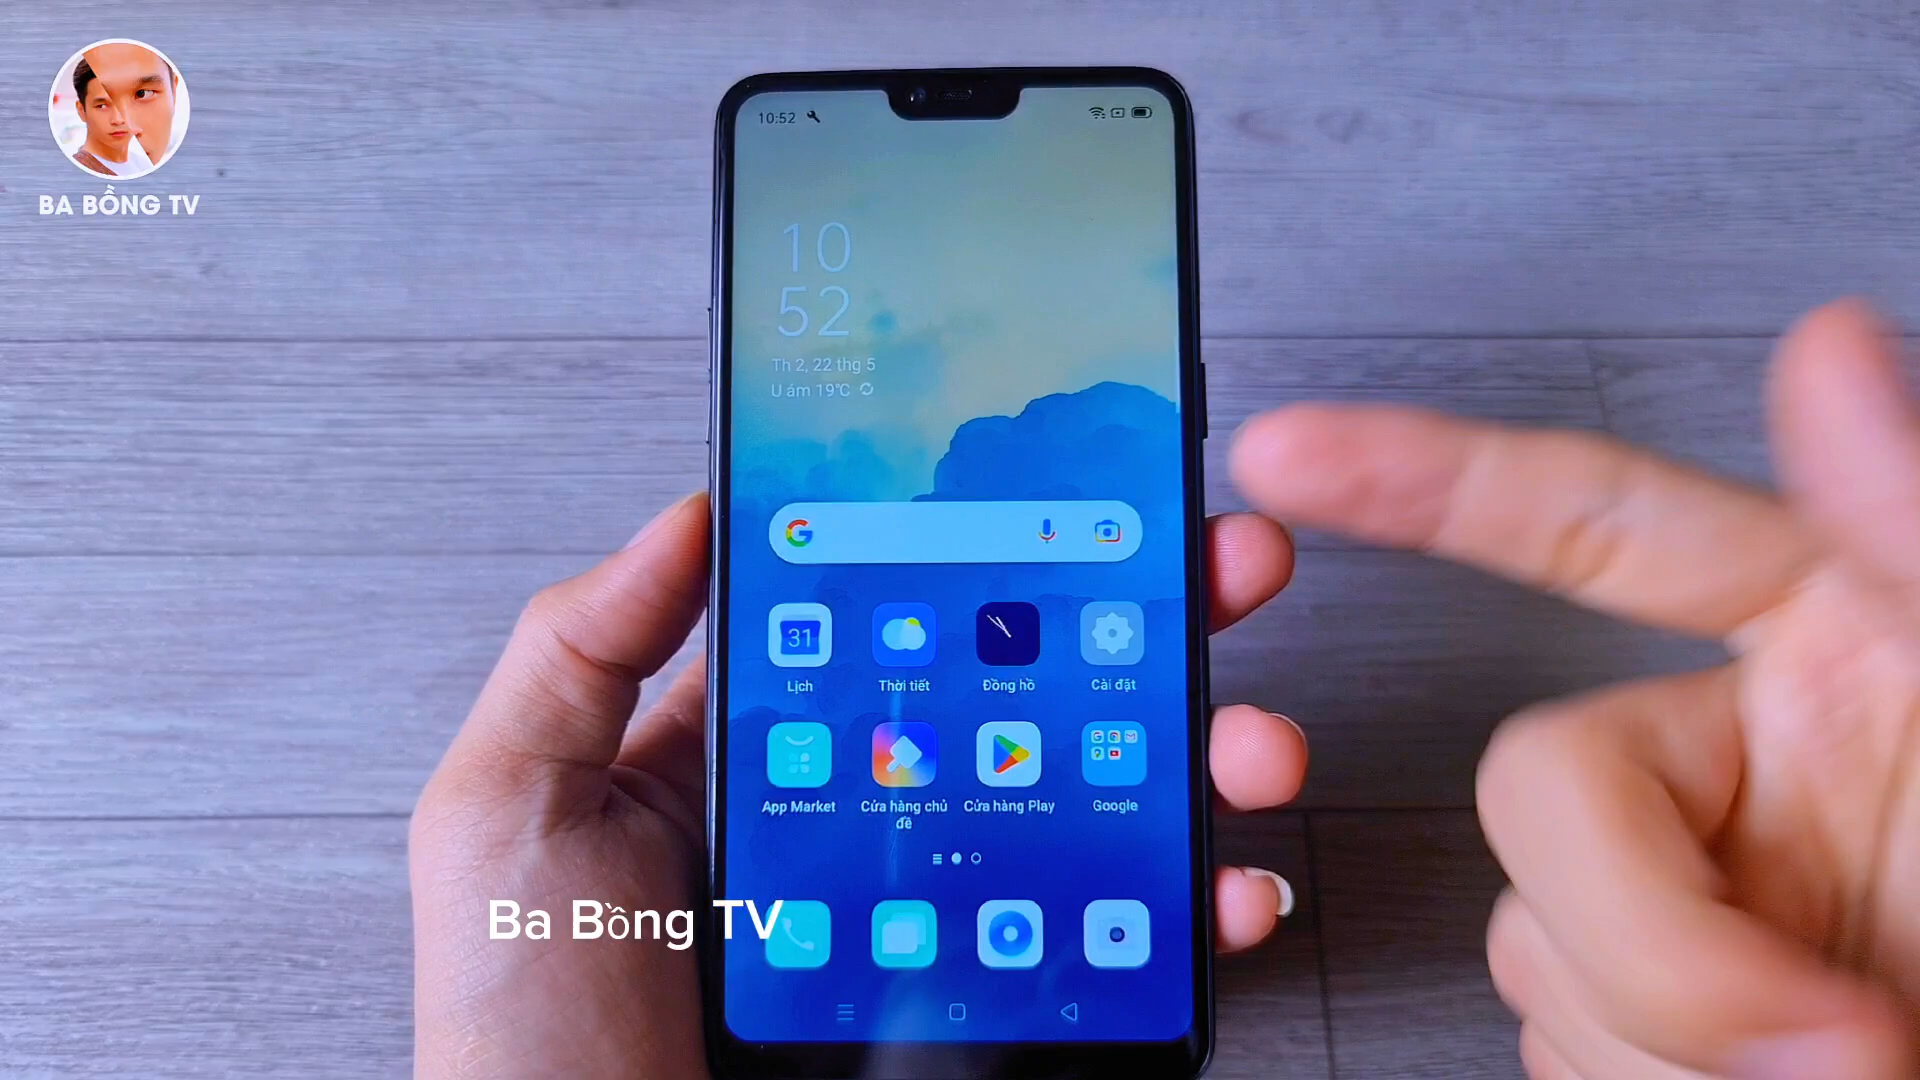 BA BỒNG TV
10:52
10
52
Th 2, 22 thg 5
U ám 19°C
31
Lịch
Thời tiết
Đồng hồ
Cài đặt
App Market
Cửa hàng chủ đề
Cửa hàng Play
Google
Ba Bồng TV